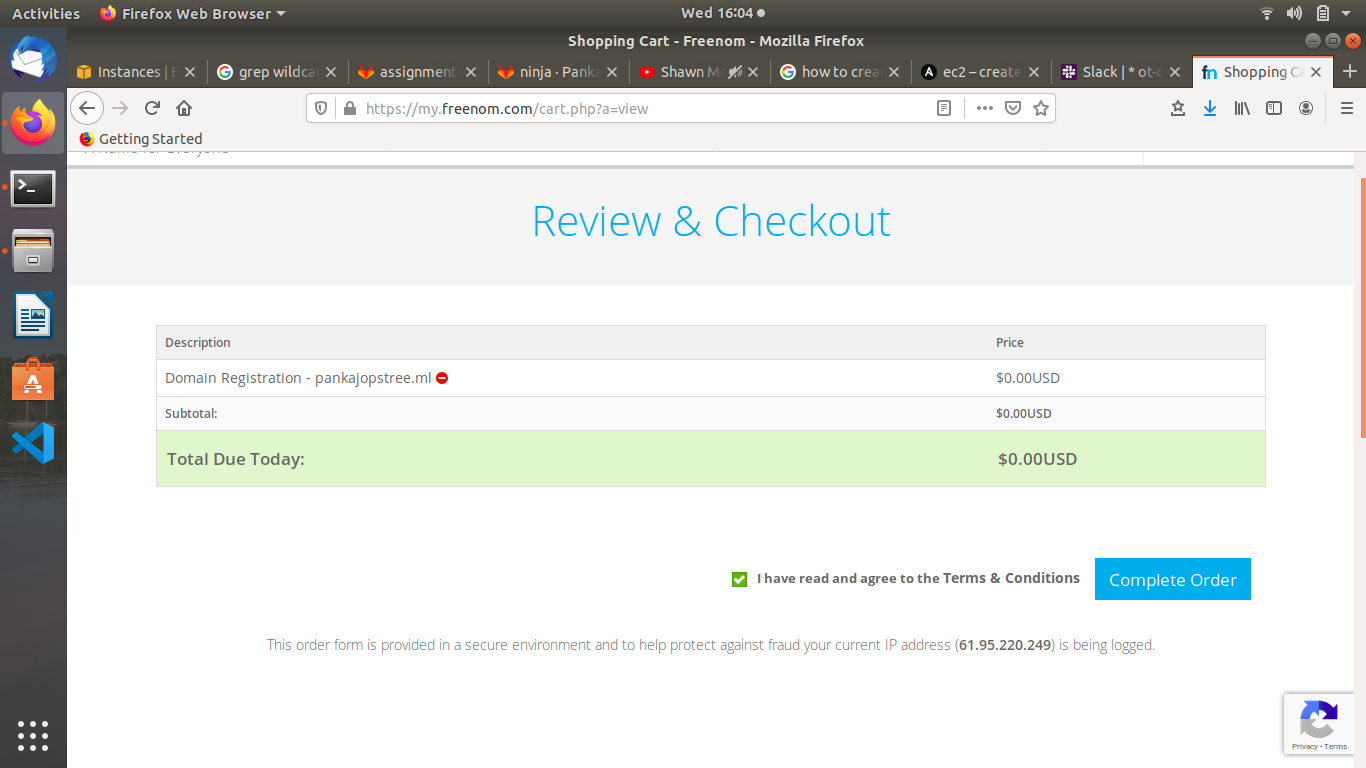 Activities Firefox Web Browser Wed 16:04
Shopping Cart - Freenom - Mozilla Firefox
Instances | E grep wildca assignment ninja · Panka Shawn Me how to crea ec2 – create Slack | * ot-o Shopping Ca
https://my.freenom.com/cart.php?a=view
Getting Started
Review & Checkout
Description Price
Domain Registration - pankajopstree.ml $0.00USD
Subtotal: $0.00USD
Total Due Today: $0.00USD
I have read and agree to the Terms & Conditions Complete Order
This order form is provided in a secure environment and to help protect against fraud your current IP address (61.95.220.249) is being logged.
Privacy - Terms